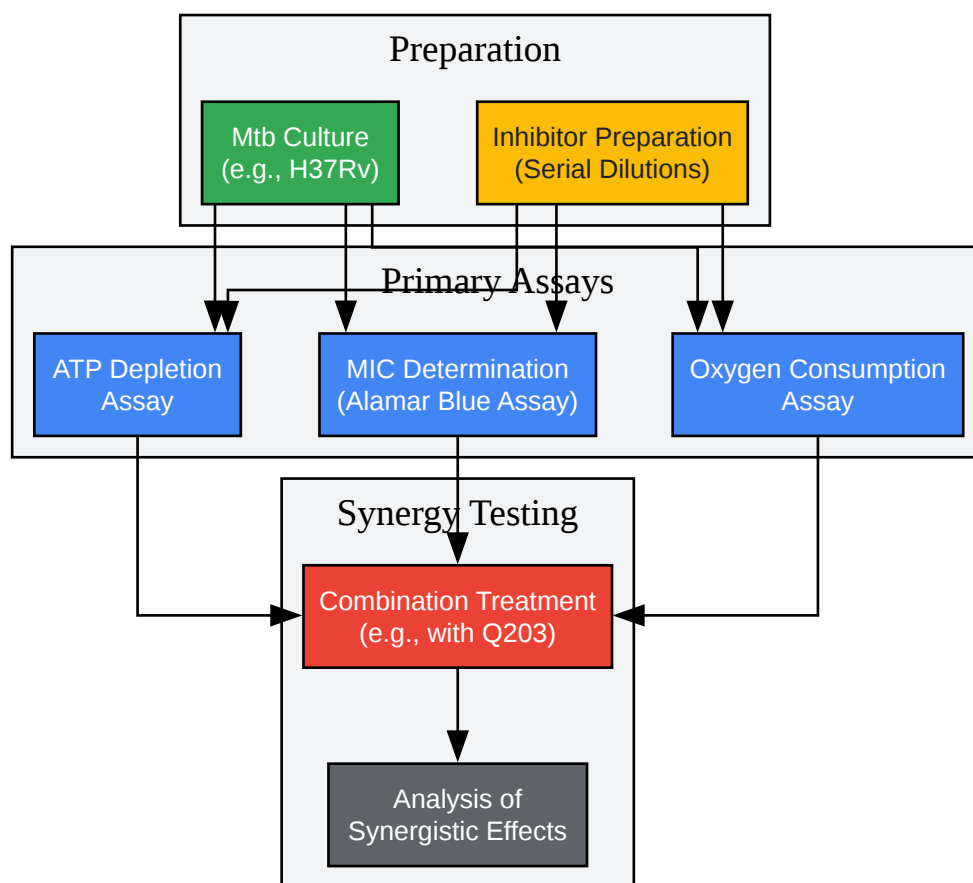 Preparation
Mtb Culture
(e.g., H37Rv)
Inhibitor Preparation
(Serial Dilutions)
Primary Assays
ATP Depletion
Assay
MIC Determination
(Alamar Blue Assay)
Oxygen Consumption
Assay
Synergy Testing
Combination Treatment
(e.g., with Q203)
Analysis of
Synergistic Effects